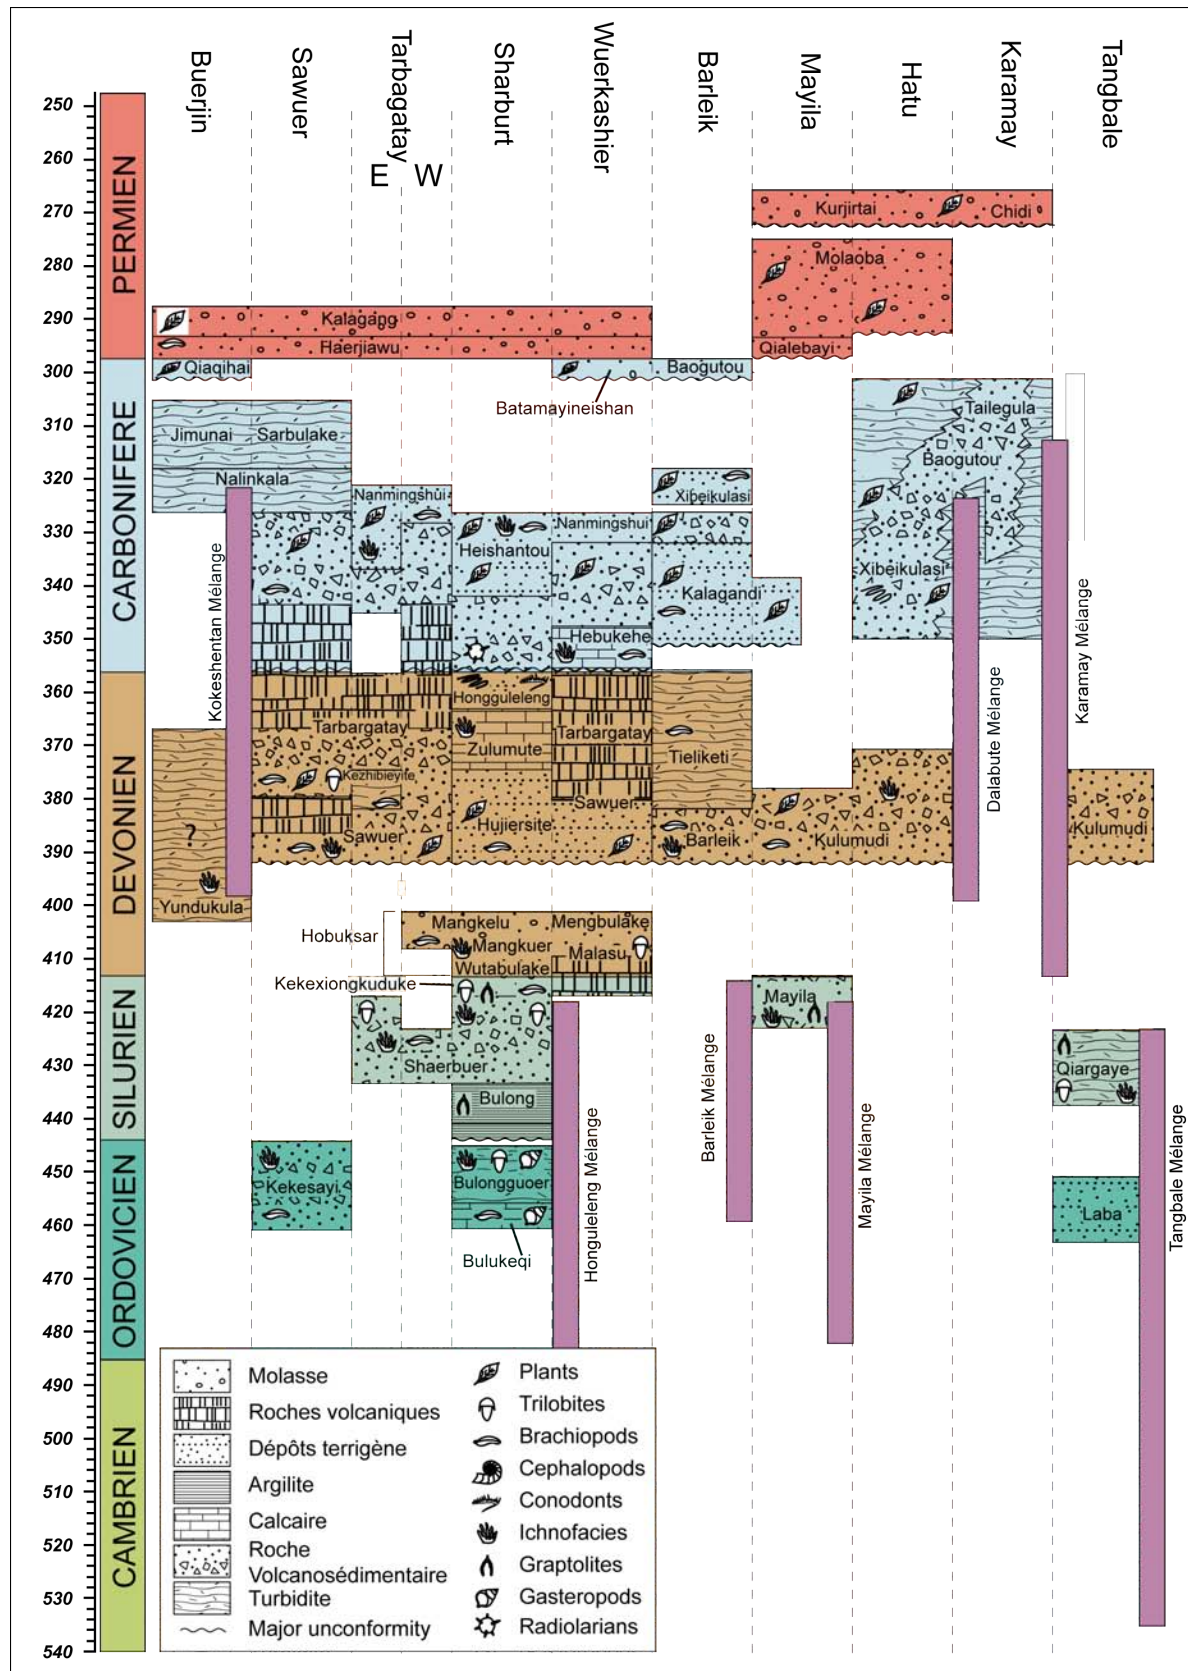 Buerjin
Sawuer
Tarbagatay
E W
Sharburt
Wuerkashier
Barleik
Mayila
Hatu
Karamay
Tangbale
250
260
270
280
290
300
310
320
330
340
350
360
370
380
390
400
410
420
430
440
450
460
470
480
490
500
510
520
530
540
PERMIEN
CARBONIFERE
DEVONIEN
SILURIEN
ORDOVICIEN
CAMBRIEN
Kurjirtai
Chidi
Molaoba
Kalagang
Haerjiawu
Qialebayi
Qiaqihai
Baogutou
Batamayineishan
Jimunai
Sarbulake
Nalinkala
Tailegula
Baogutou
Nanmingshui
Xibeikulasi
Heishantou
Nanmingshui
Kalagandi
Xibeikulasi
Hebukehe
Kokeshentan Mélange
Dalabute Mélange
Karamay Mélange
Hongguleleng
Tarbargatay
Zulumute
Tarbargatay
Tieliketi
Kezhibieyite
Sawuer
Sawuer
Hujiersite
Barleik
Kulumudi
Kulumudi
?
Yundukula
Hobuksar
Mangkelu
Mengbulake
Mangkuer
Malasu
Wutabulake
Kekexiongkuduke
Mayila
Shaerbuer
Bulong
Qiargaye
Kekesayi
Bulongguoer
Bulukeqi
Laba
Honguleleng Mélange
Barleik Mélange
Mayila Mélange
Tangbale Mélange
Molasse
Roches volcaniques
Dépôts terrigène
Argilite
Calcaire
Roche
Volcanosédimentaire
Turbidite
Major unconformity
Plants
Trilobites
Brachiopods
Cephalopods
Conodonts
Ichnofacies
Graptolites
Gasteropods
Radiolarians